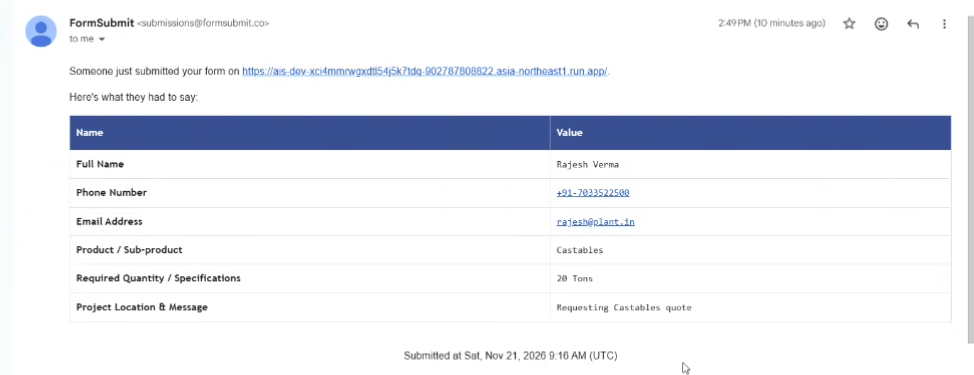 FormSubmit <submissions@formsubmit.co> 2:49 PM (10 minutes ago)
to me
Someone just submitted your form on https://ais-dev-xci4mmrwgxdtl54j5k7tdq-902787808822.asia-northeast1.run.app/.
Here's what they had to say:
Name Value
Full Name Rajesh Verma
Phone Number +91-7033522500
Email Address rajesh@plant.in
Product / Sub-product Castables
Required Quantity / Specifications 20 Tons
Project Location & Message Requesting Castables quote
Submitted at Sat, Nov 21, 2026 9:16 AM (UTC)